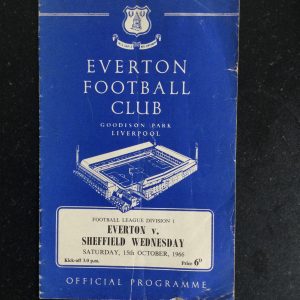 EVERTON
FOOTBALL
CLUB
GOODISON PARK
LIVERPOOL
FOOTBALL LEAGUE DIVISION 1
EVERTON v.
SHEFFIELD WEDNESDAY
SATURDAY, 15th OCTOBER, 1966
Kick-off 3.0 p.m. Price 6D
OFFICIAL PROGRAMME